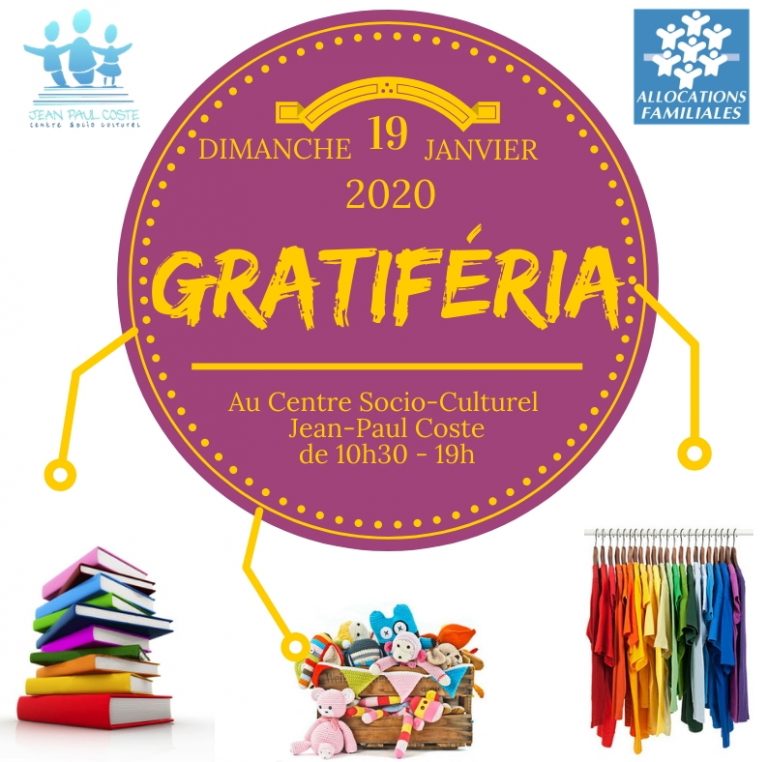 JEAN PAUL COSTE
Centre Socio Culturel
ALLOCATIONS
FAMILIALES
DIMANCHE 19 JANVIER
2020
GRATIFÉRIA
Au Centre Socio-Culturel
Jean-Paul Coste
de 10h30 - 19h